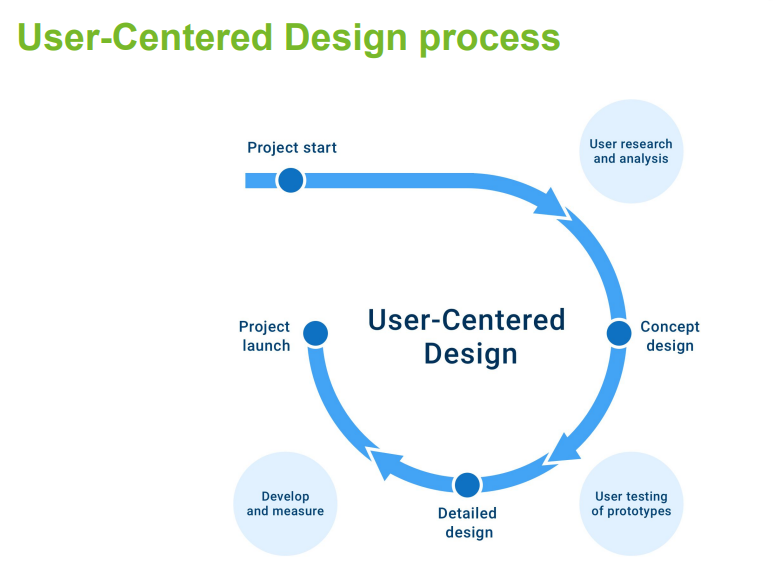 User-Centered Design process
Project start
User research
and analysis
User-Centered
Design
Concept
design
Project
launch
User testing
of prototypes
Detailed
design
Develop
and measure